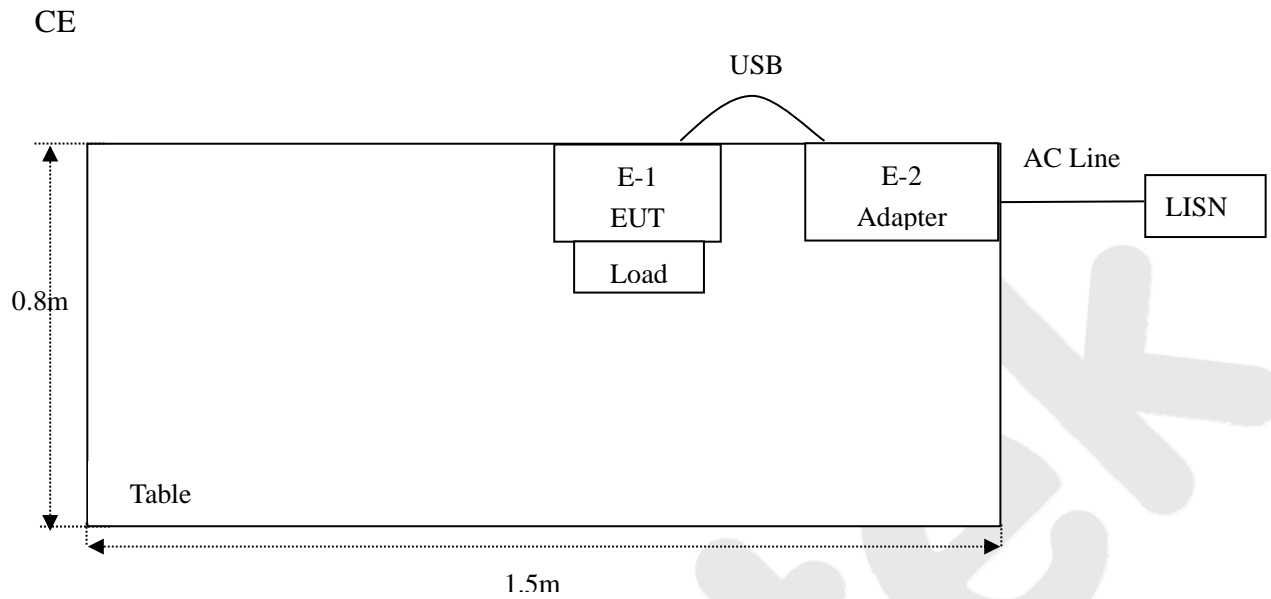 CE
USB
E-1
EUT
E-2
Adapter
AC Line
LISN
Load
0.8m
Table
1.5m